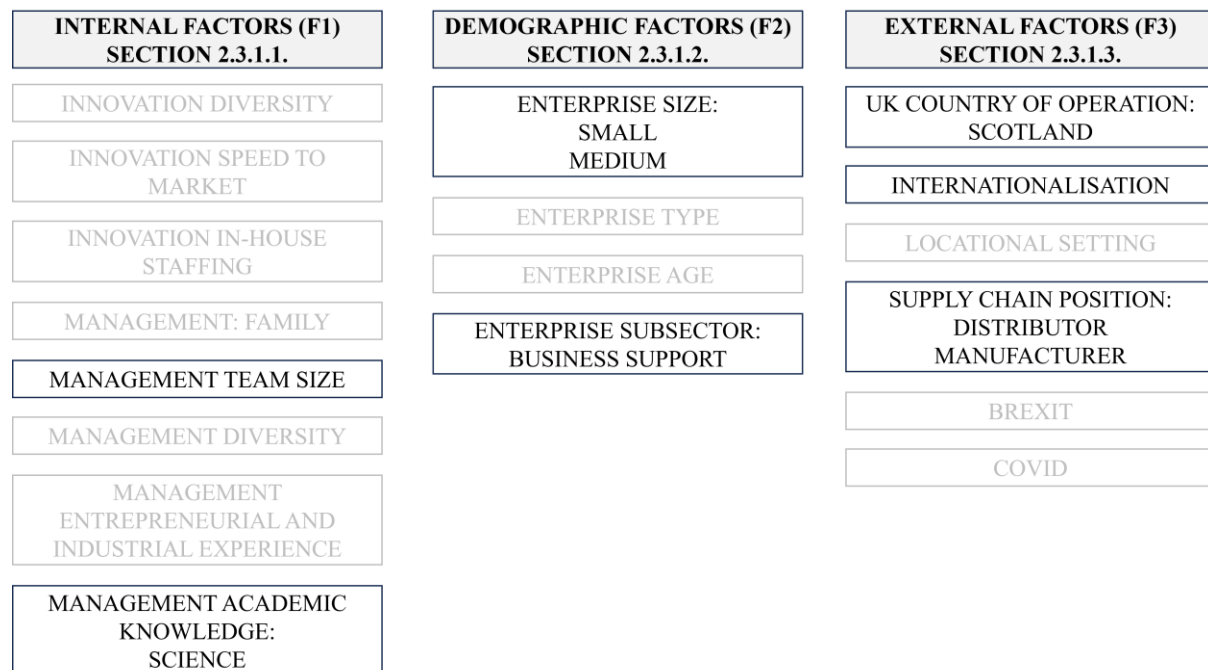 INTERNAL FACTORS (F1)
SECTION 2.3.1.1.
INNOVATION DIVERSITY
INNOVATION SPEED TO
MARKET
INNOVATION IN-HOUSE
STAFFING
MANAGEMENT: FAMILY
MANAGEMENT TEAM SIZE
MANAGEMENT DIVERSITY
MANAGEMENT
ENTREPRENEURIAL AND
INDUSTRIAL EXPERIENCE
MANAGEMENT ACADEMIC
KNOWLEDGE:
SCIENCE
DEMOGRAPHIC FACTORS (F2)
SECTION 2.3.1.2.
ENTERPRISE SIZE:
SMALL
MEDIUM
ENTERPRISE TYPE
ENTERPRISE AGE
ENTERPRISE SUBSECTOR:
BUSINESS SUPPORT
EXTERNAL FACTORS (F3)
SECTION 2.3.1.3.
UK COUNTRY OF OPERATION:
SCOTLAND
INTERNATIONALISATION
LOCATIONAL SETTING
SUPPLY CHAIN POSITION:
DISTRIBUTOR
MANUFACTURER
BREXIT
COVID